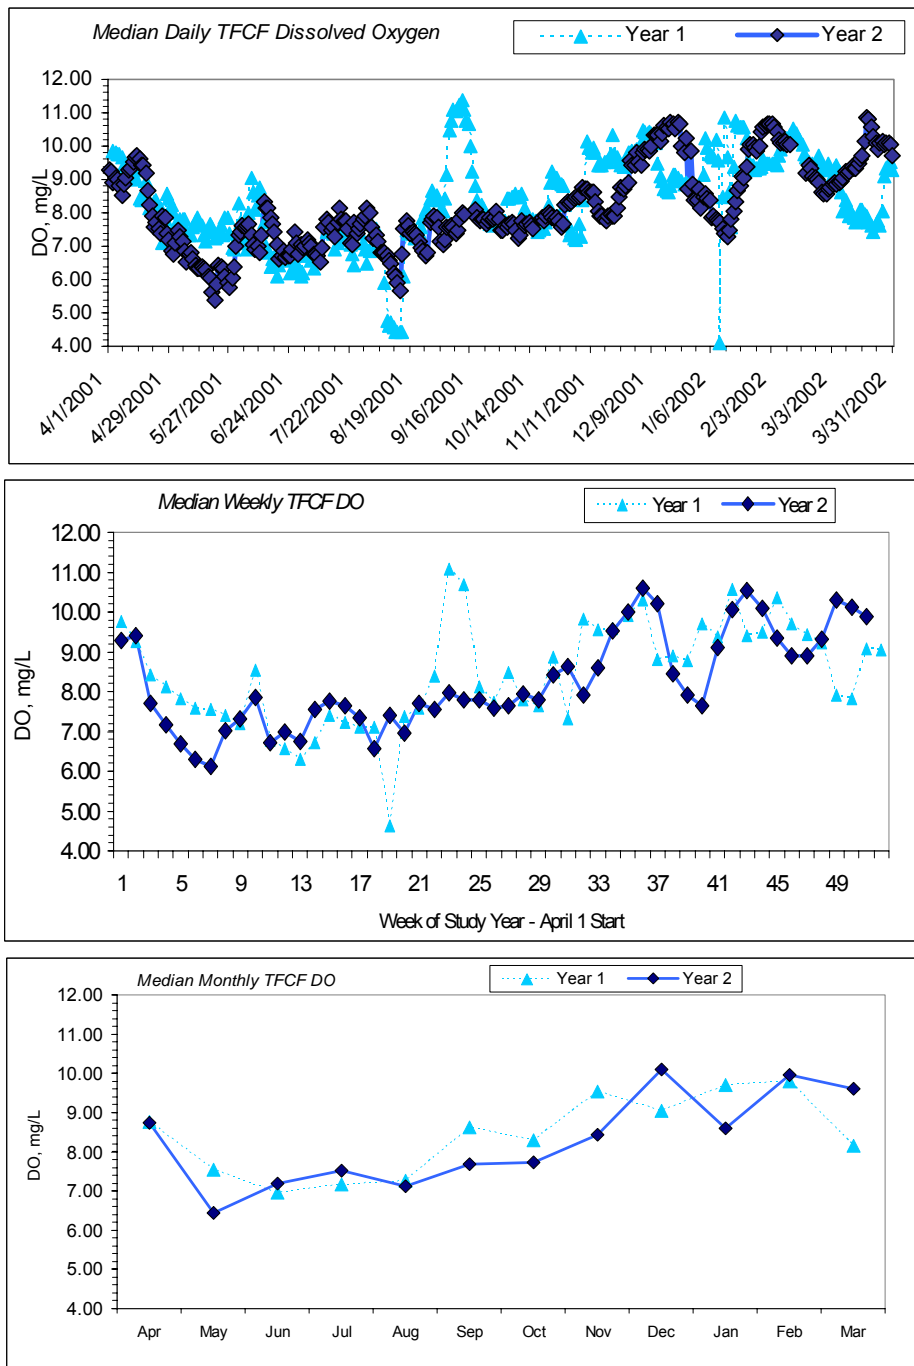 Median Daily TFCF Dissolved Oxygen
Year 1 Year 2
DO, mg/L
12.00
11.00
10.00
9.00
8.00
7.00
6.00
5.00
4.00
4/1/2001 4/29/2001 5/27/2001 6/24/2001 7/22/2001 8/19/2001 9/16/2001 10/14/2001 11/11/2001 12/9/2001 1/6/2002 2/3/2002 3/3/2002 3/31/2002
Median Weekly TFCF DO
Year 1 Year 2
DO, mg/L
12.00
11.00
10.00
9.00
8.00
7.00
6.00
5.00
4.00
1 5 9 13 17 21 25 29 33 37 41 45 49
Week of Study Year - April 1 Start
Median Monthly TFCF DO
Year 1 Year 2
DO, mg/L
12.00
11.00
10.00
9.00
8.00
7.00
6.00
5.00
4.00
Apr May Jun Jul Aug Sep Oct Nov Dec Jan Feb Mar